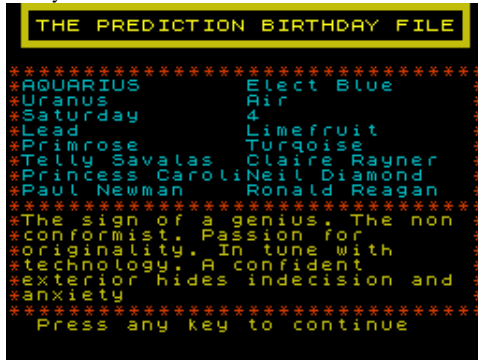 THE PREDICTION BIRTHDAY FILE
*****************************
*AQUARIUS Elect Blue
*Uranus Air
*Saturday 4
*Lead Limefruit
*Primrose Turqoise
*Telly Savalas Claire Rayner
*Princess CaroliNeil Diamond
*Paul Newman Ronald Reagan
*****************************
*The sign of a genius. The non
*conformist. Passion for
*originality. In tune with
*technology. A confident
*exterior hides indecision and
*anxiety
*****************************
Press any key to continue